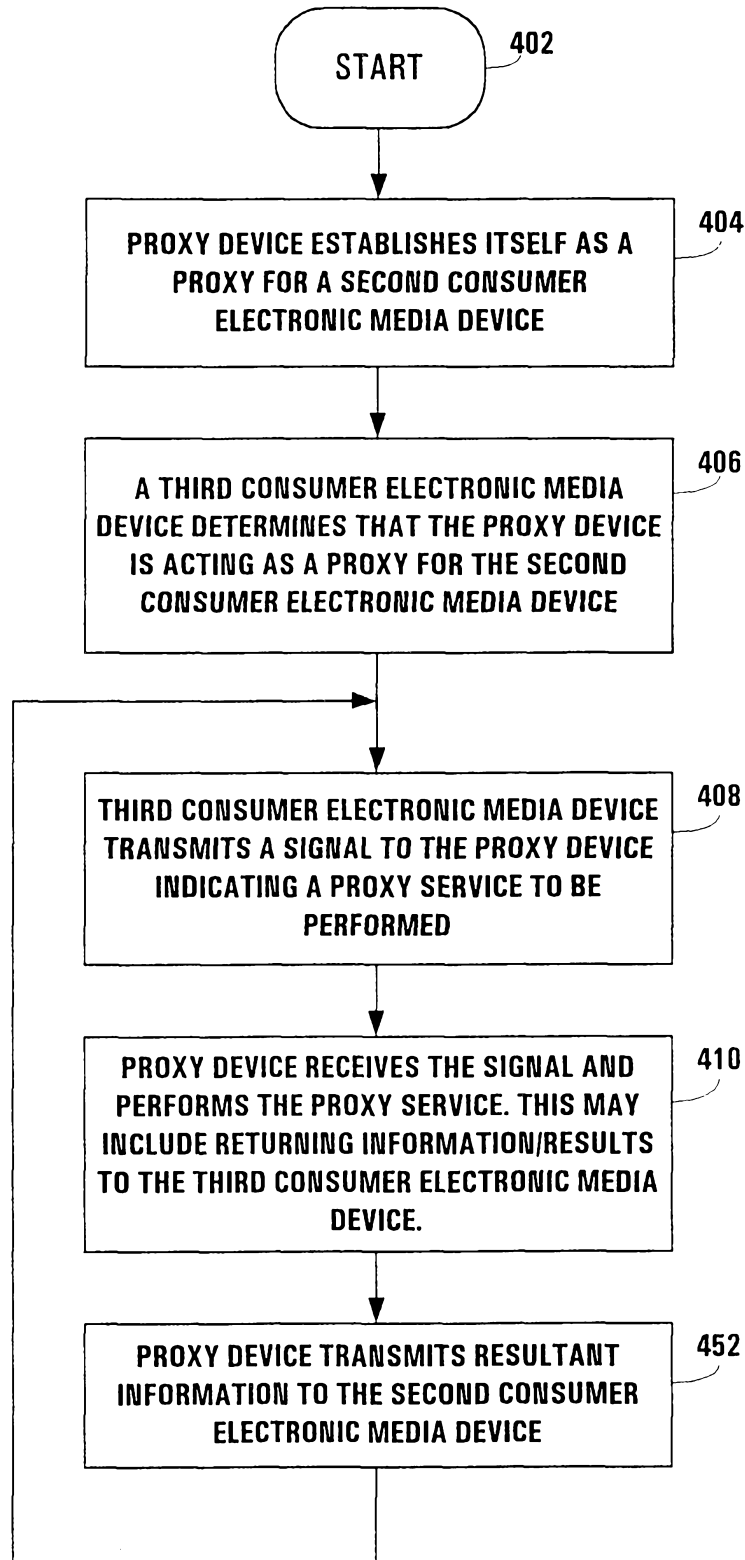 START
402
404
PROXY DEVICE ESTABLISHES ITSELF AS A
PROXY FOR A SECOND CONSUMER
ELECTRONIC MEDIA DEVICE
406
A THIRD CONSUMER ELECTRONIC MEDIA
DEVICE DETERMINES THAT THE PROXY DEVICE
IS ACTING AS A PROXY FOR THE SECOND
CONSUMER ELECTRONIC MEDIA DEVICE
408
THIRD CONSUMER ELECTRONIC MEDIA DEVICE
TRANSMITS A SIGNAL TO THE PROXY DEVICE
INDICATING A PROXY SERVICE TO BE
PERFORMED
410
PROXY DEVICE RECEIVES THE SIGNAL AND
PERFORMS THE PROXY SERVICE. THIS MAY
INCLUDE RETURNING INFORMATION/RESULTS
TO THE THIRD CONSUMER ELECTRONIC MEDIA
DEVICE.
452
PROXY DEVICE TRANSMITS RESULTANT
INFORMATION TO THE SECOND CONSUMER
ELECTRONIC MEDIA DEVICE